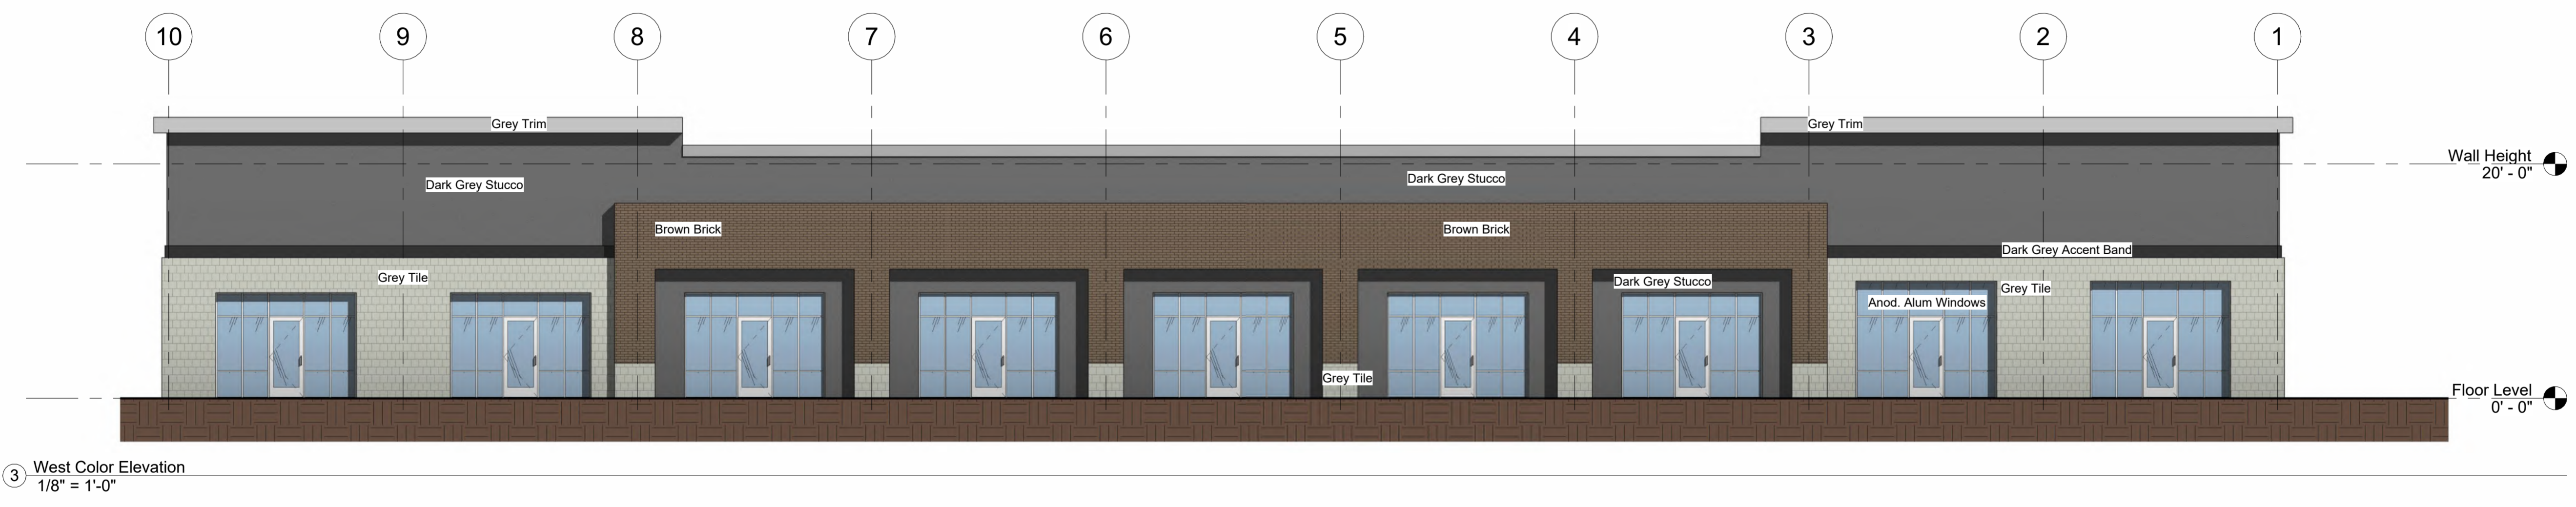 10 9 8 7 6 5 4 3 2 1
Grey Trim
Grey Trim
Wall Height
20' - 0"
Dark Grey Stucco
Dark Grey Stucco
Brown Brick
Brown Brick
Dark Grey Accent Band
Grey Tile
Dark Grey Stucco
Grey Tile
Anod. Alum Windows
Grey Tile
Floor Level
0' - 0"
3 West Color Elevation
1/8" = 1'-0"